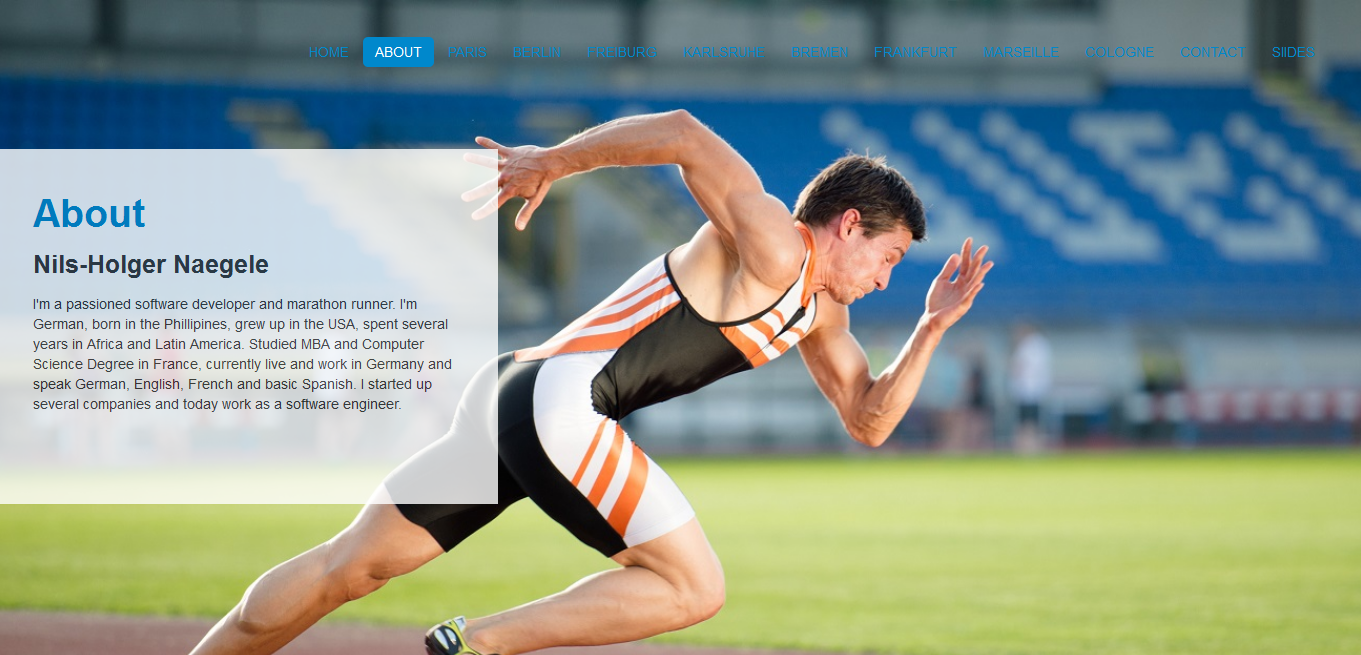 HOME ABOUT PARIS BERLIN FREIBURG KARLSRUHE BREMEN FRANKFURT MARSEILLE COLOGNE CONTACT SIIDES
About
Nils-Holger Naegele
I'm a passioned software developer and marathon runner. I'm
German, born in the Phillipines, grew up in the USA, spent several
years in Africa and Latin America. Studied MBA and Computer
Science Degree in France, currently live and work in Germany and
speak German, English, French and basic Spanish. I started up
several companies and today work as a software engineer.